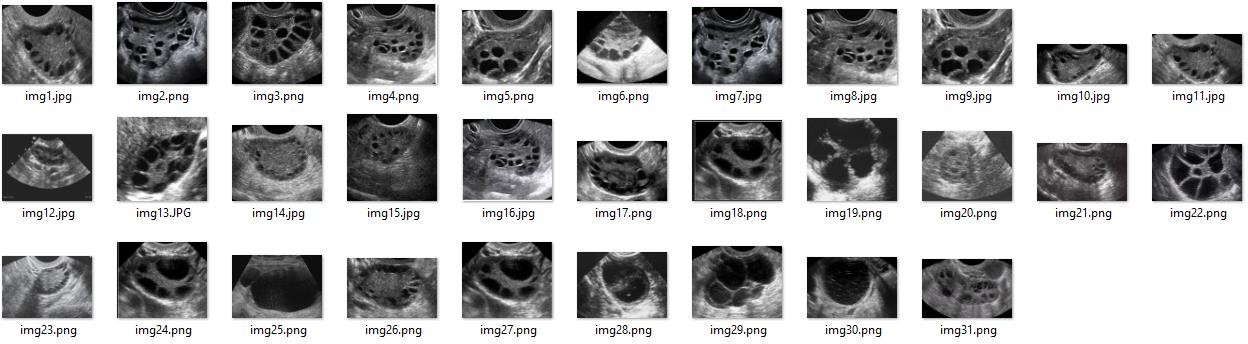 img1.jpg img2.png img3.png img4.png img5.png img6.png img7.jpg img8.jpg img9.jpg img10.jpg img11.jpg
img12.jpg img13.JPG img14.jpg img15.jpg img16.jpg img17.png img18.png img19.png img20.png img21.png img22.png
img23.png img24.png img25.png img26.png img27.png img28.png img29.png img30.png img31.png